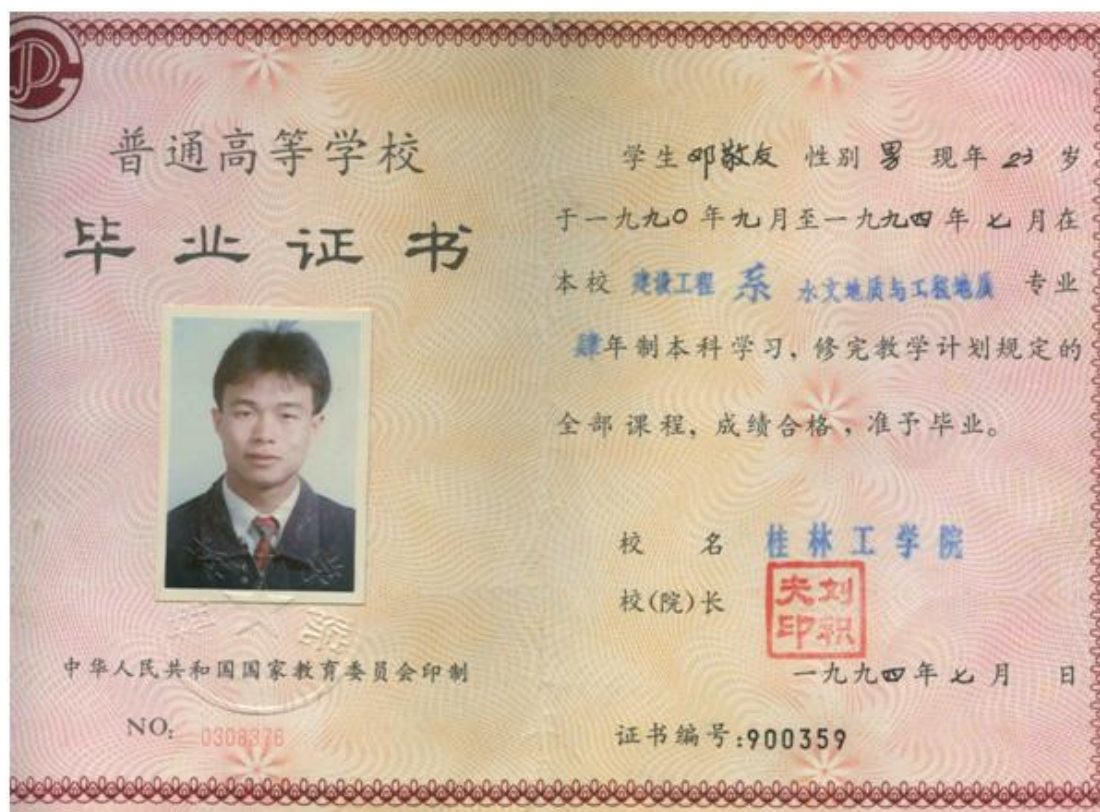 普通高等学校
毕业证书
中华人民共和国国家教育委员会印制
NO: 0308376
学生邓敬友 性别 男 现年 23 岁
于一九九〇年九月至一九九四年七月在
本校 建设工程 系 水文地质与工程地质 专业
肆年制本科学习，修完教学计划规定的
全部课程，成绩合格，准予毕业。
校 名 桂林工学院
校(院)长
刘积夫印
一九九四年七月 日
证书编号:900359